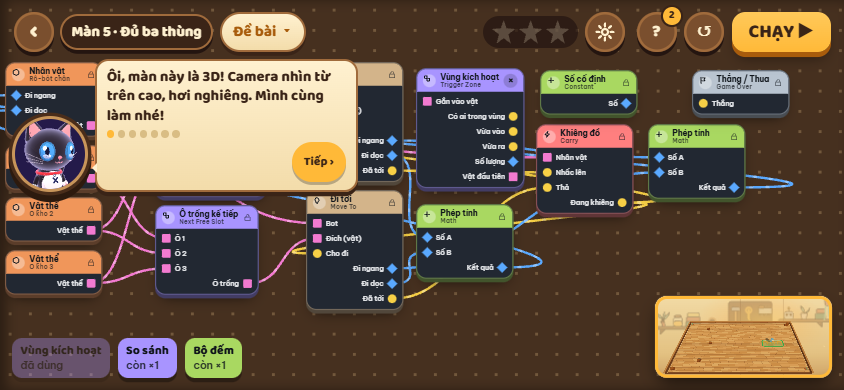 Màn 5 · Đủ ba thùng
Đề bài
?
2
CHẠY
Ôi, màn này là 3D! Camera nhìn từ
trên cao, hơi nghiêng. Mình cùng
làm nhé!
Tiếp ›
Nhân vật
Rô-bốt chân
Đi ngang
Đi dọc
Vật thể
Ô kho 2
Vật thể
Vật thể
Ô kho 3
Vật thể
Ô trống kế tiếp
Next Free Slot
Ô 1
Ô 2
Ô 3
Ô trống
Đi ngang
Đi dọc
Đã tới
Đi tới
Move To
Bat
Đích (vật)
Cho đi
Đi ngang
Đi dọc
Đã tới
Vùng kích hoạt
Trigger Zone
Gắn vào vật
Có ai trong vùng
Vừa vào
Vừa ra
Số lượng
Vật đầu tiên
Phép tính
Math
Số A
Số B
Kết quả
Số cố định
Constant
Số
Khiêng đồ
Carry
Nhân vật
Nhấc lên
Thả
Đang khiêng
Phép tính
Math
Số A
Số B
Kết quả
Thắng / Thua
Game Over
Thắng
Vùng kích hoạt
đã dùng
So sánh
còn ×1
Bộ đếm
còn ×1